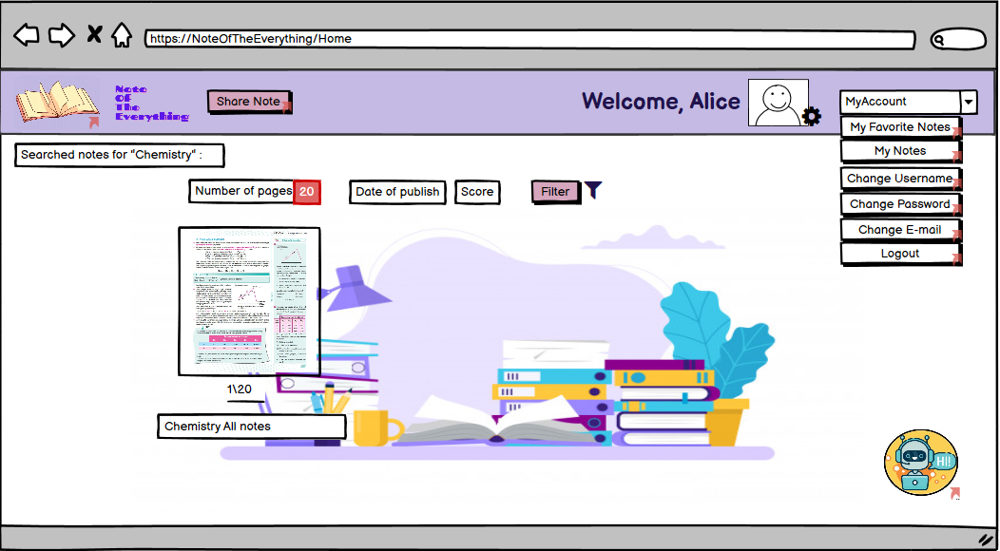 https://NoteOfTheEverything/Home
Note
Of
The
Everything
Share Note
Welcome, Alice
MyAccount
My Favorite Notes
My Notes
Change Username
Change Password
Change E-mail
Logout
Searched notes for "Chemistry" :
Number of pages 20
Date of publish
Score
Filter
1\20
Chemistry All notes
HI!